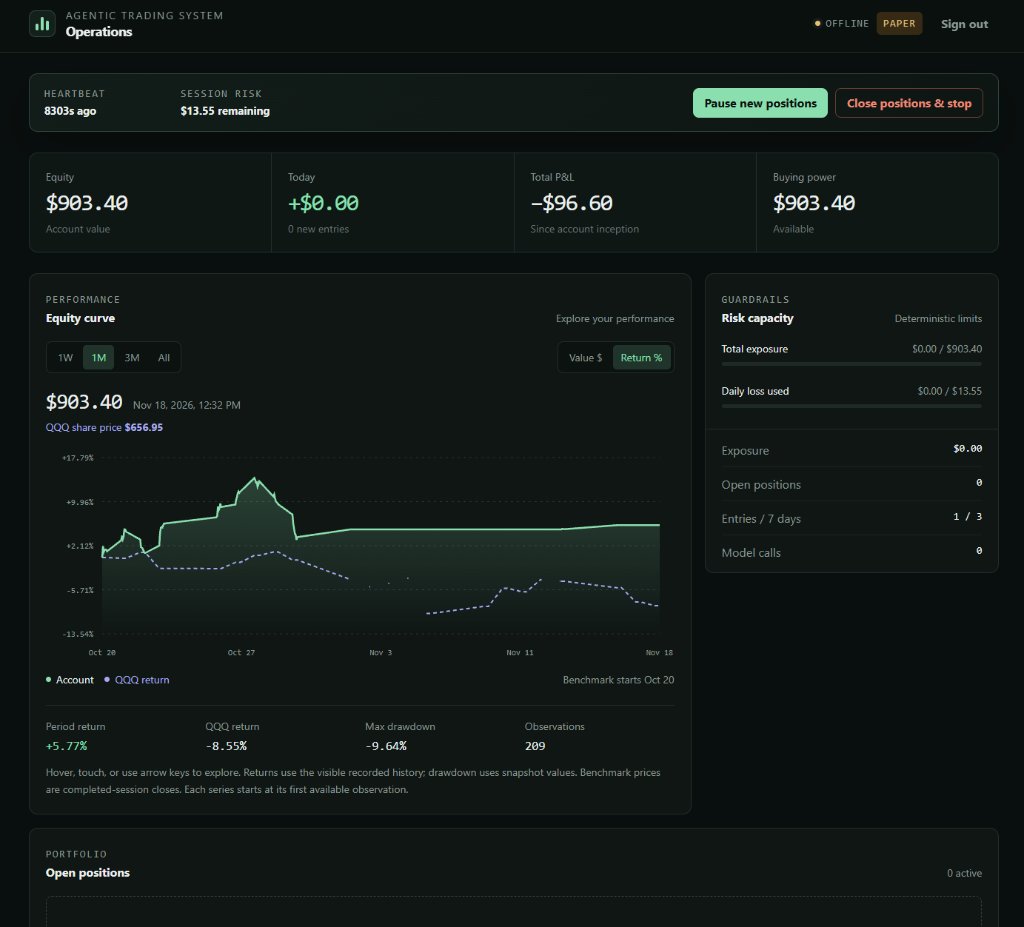 AGENTIC TRADING SYSTEM
Operations
OFFLINE PAPER Sign out
HEARTBEAT
8303s ago
SESSION RISK
$13.55 remaining
Pause new positions
Close positions & stop
Equity
$903.40
Account value
Today
+$0.00
0 new entries
Total P&L
−$96.60
Since account inception
Buying power
$903.40
Available
PERFORMANCE
Equity curve
Explore your performance
1W 1M 3M All
Value $ Return %
$903.40 Nov 18, 2026, 12:32 PM
QQQ share price $656.95
+17.79%
+9.96%
+2.12%
-5.71%
-13.54%
Oct 20 Oct 27 Nov 3 Nov 11 Nov 18
Account QQQ return
Benchmark starts Oct 20
Period return
+5.77%
QQQ return
-8.55%
Max drawdown
-9.64%
Observations
209
Hover, touch, or use arrow keys to explore. Returns use the visible recorded history; drawdown uses snapshot values. Benchmark prices
are completed-session closes. Each series starts at its first available observation.
GUARDRAILS
Risk capacity
Deterministic limits
Total exposure $0.00 / $903.40
Daily loss used $0.00 / $13.55
Exposure $0.00
Open positions 0
Entries / 7 days 1 / 3
Model calls 0
PORTFOLIO
Open positions
0 active